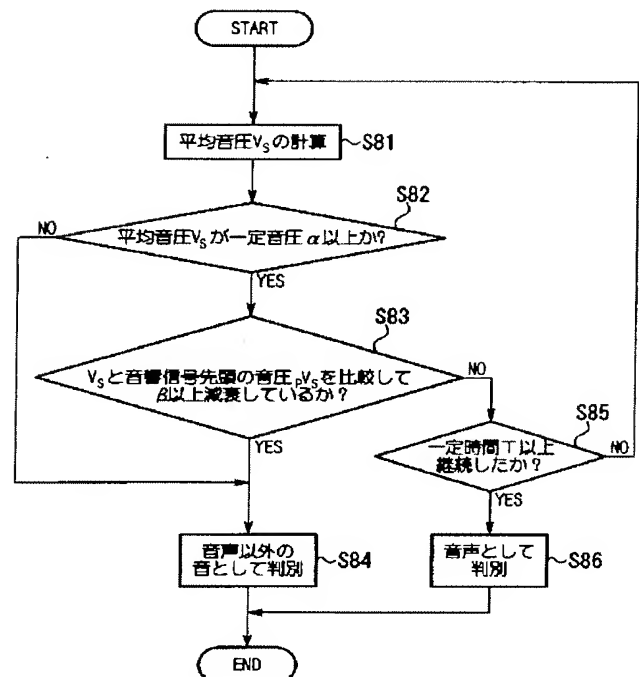 START
平均音圧VSの計算
S81
S82
NO
平均音圧VSが一定音圧α以上か?
YES
S83
VSと音響信号先頭の音圧PVSを比較して
β以上減衰しているか?
NO
S85
YES
一定時間T以上
継続したか?
NO
YES
音声以外の
音として判別
S84
音声として
判別
S86
END